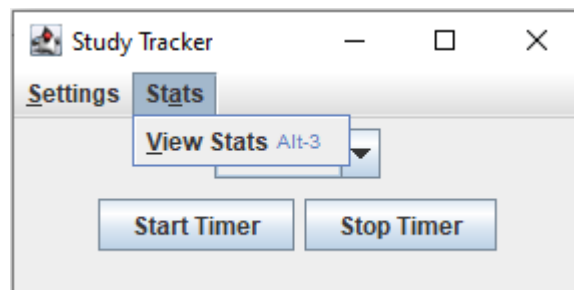 Study Tracker
Settings Stats
View Stats Alt-3
Start Timer Stop Timer